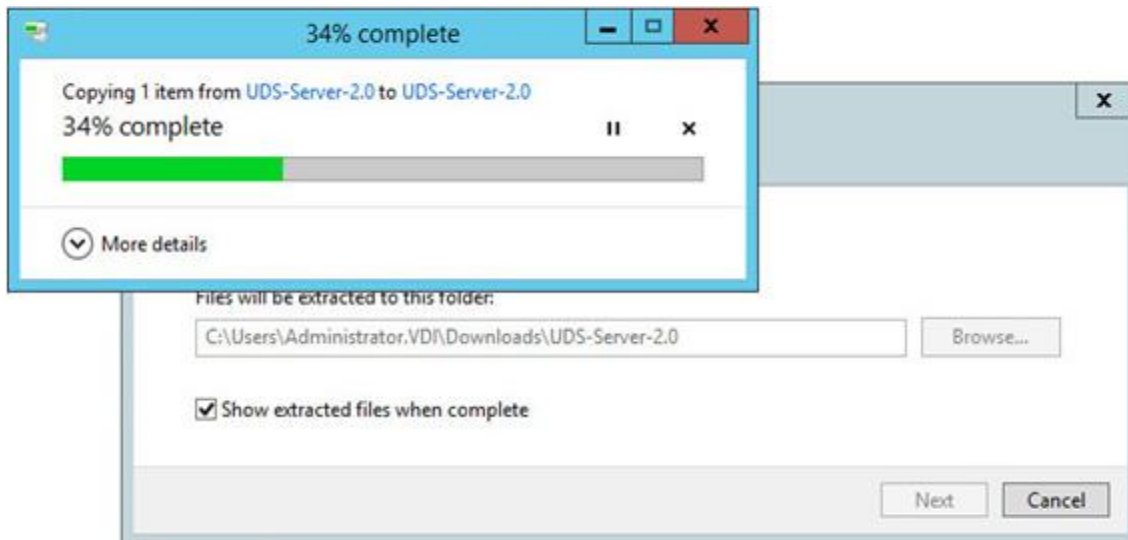 34% complete
Copying 1 item from UDS-Server-2.0 to UDS-Server-2.0
34% complete
More details
Files will be extracted to this folder:
C:\Users\Administrator.VDI\Downloads\UDS-Server-2.0
Browse...
Show extracted files when complete
Next
Cancel